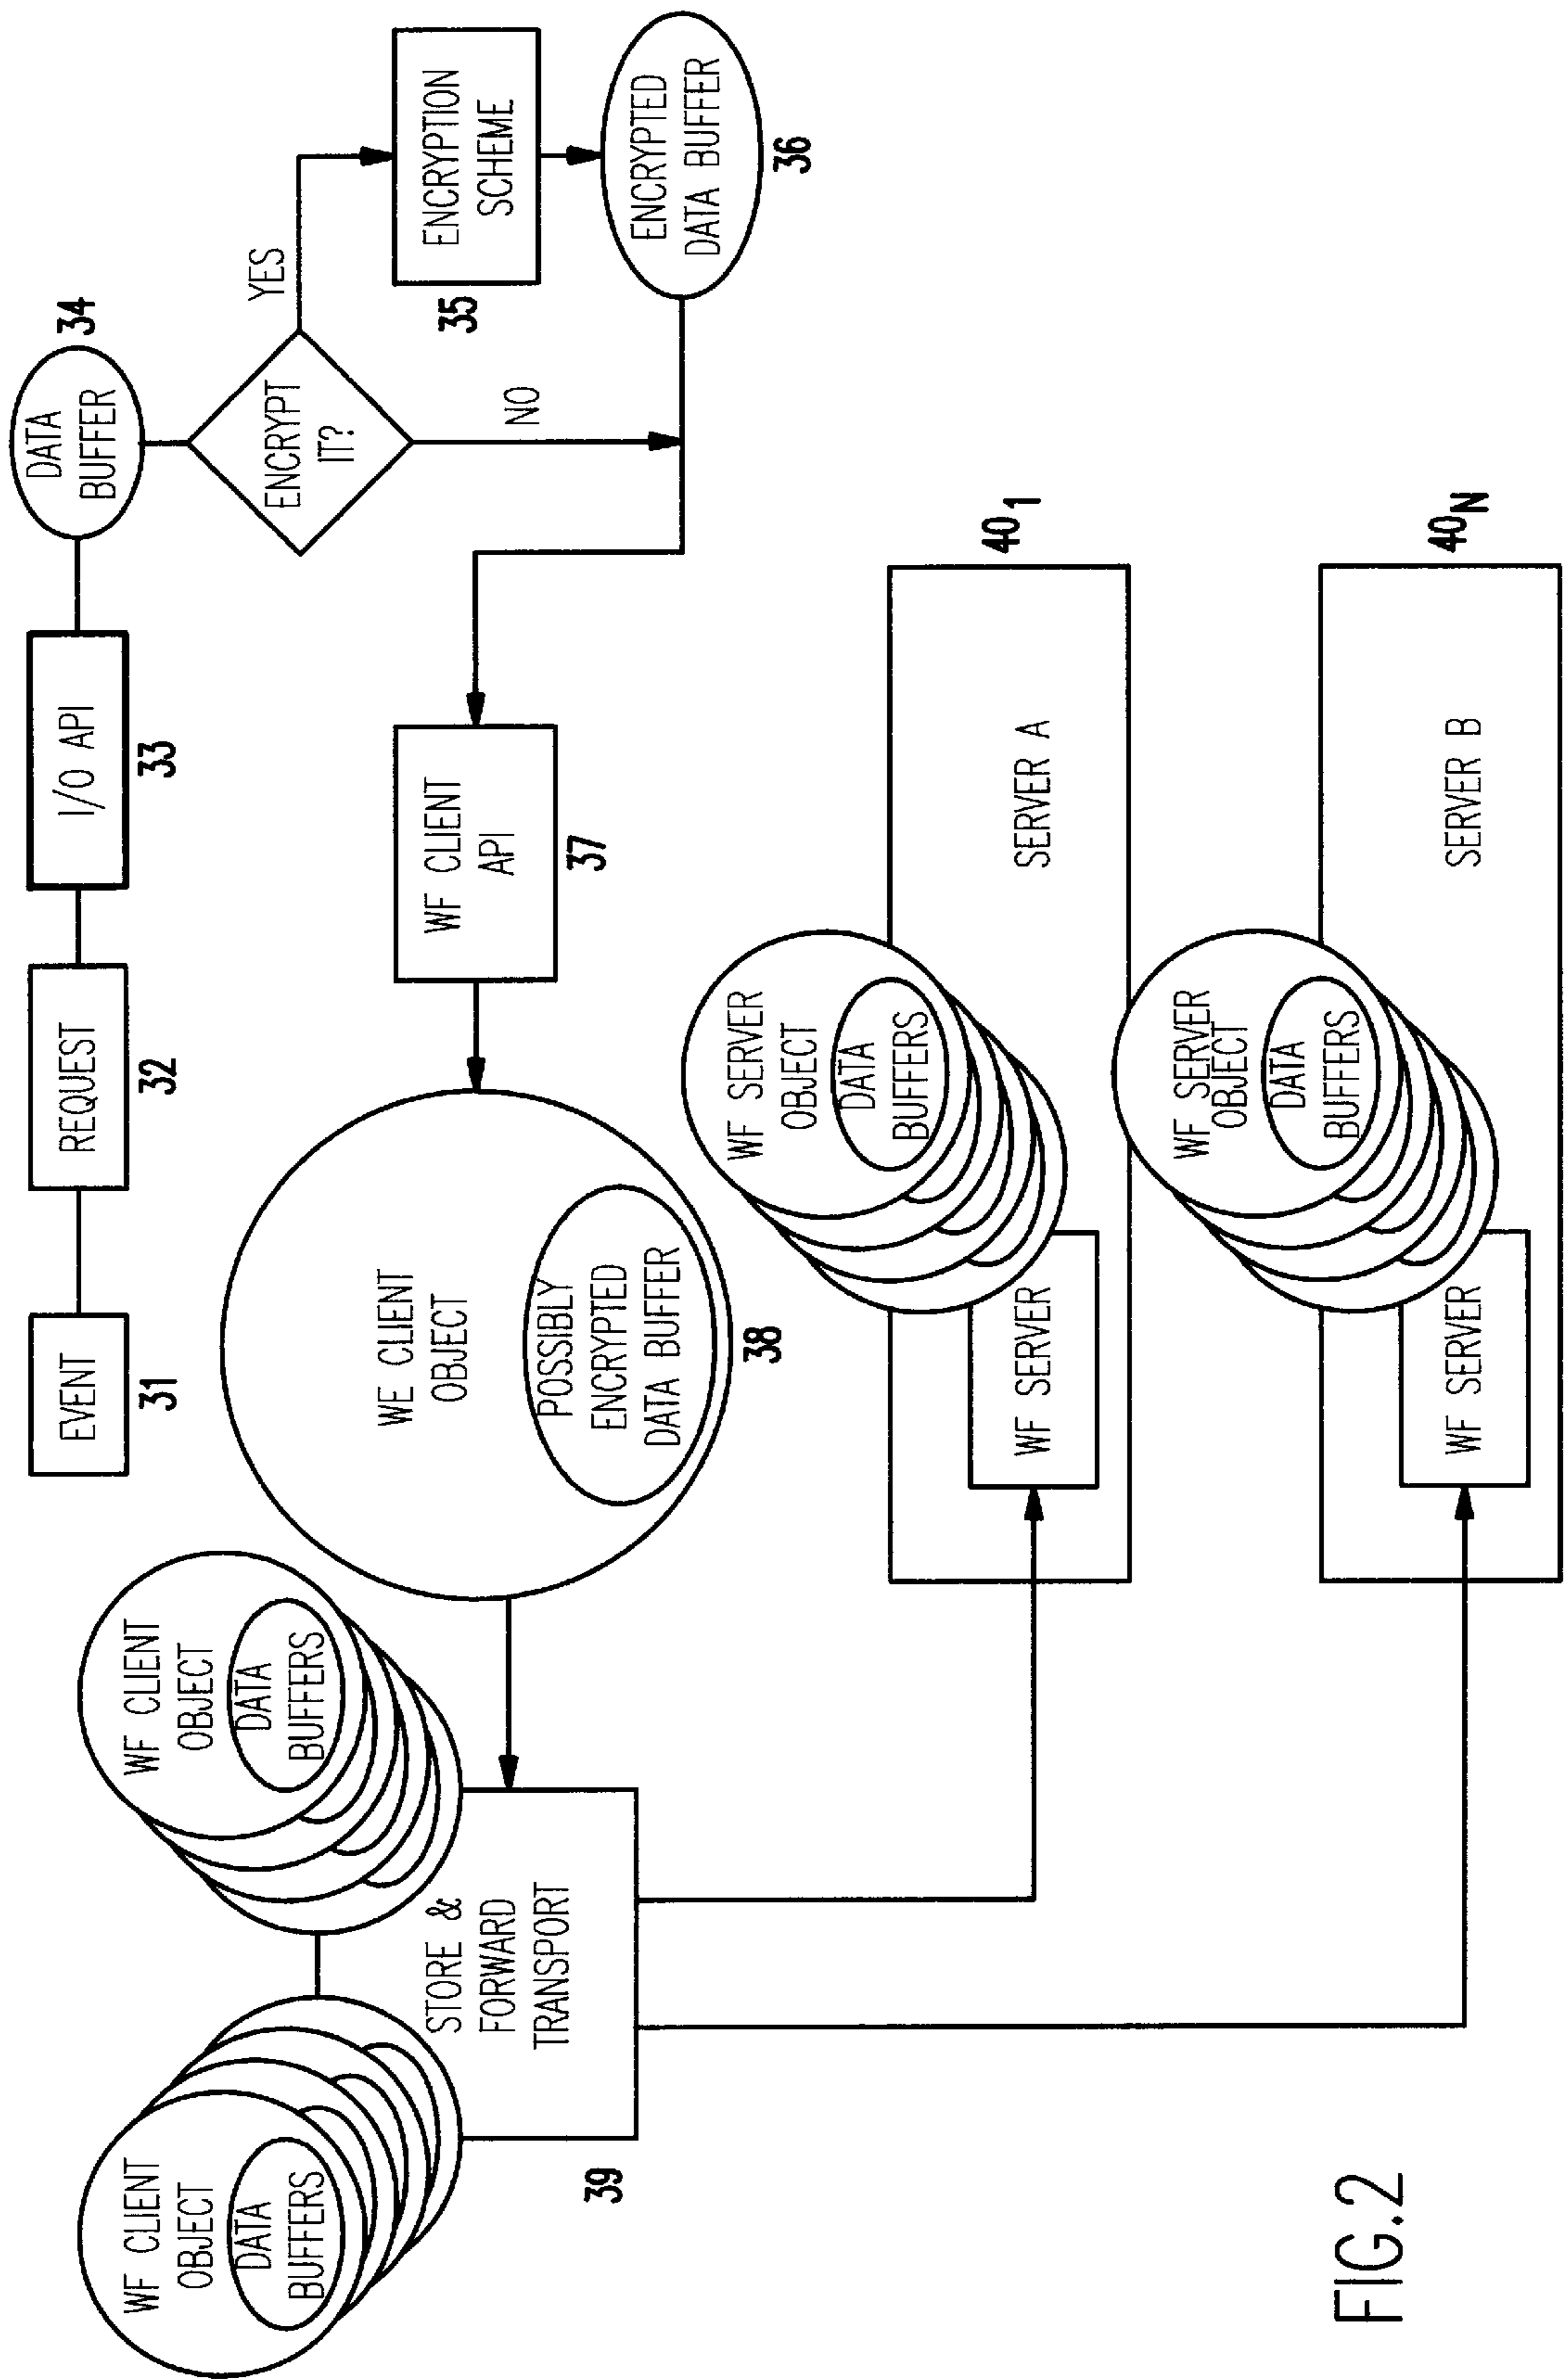 EVENT
31
REQUEST
32
I/O API
33
DATA
BUFFER
34
ENCRYPT
IT?
YES
NO
ENCRYPTION
SCHEME
35
ENCRYPTED
DATA BUFFER
36
WF CLIENT
API
37
WE CLIENT
OBJECT
POSSIBLY
ENCRYPTED
DATA BUFFER
38
WF CLIENT
OBJECT
DATA
BUFFERS
WF CLIENT
OBJECT
DATA
BUFFERS
STORE &
FORWARD
TRANSPORT
39
WF SERVER
OBJECT
DATA
BUFFERS
WF SERVER
SERVER A
40₁
WF SERVER
OBJECT
DATA
BUFFERS
WF SERVER
SERVER B
40N
FIG.2